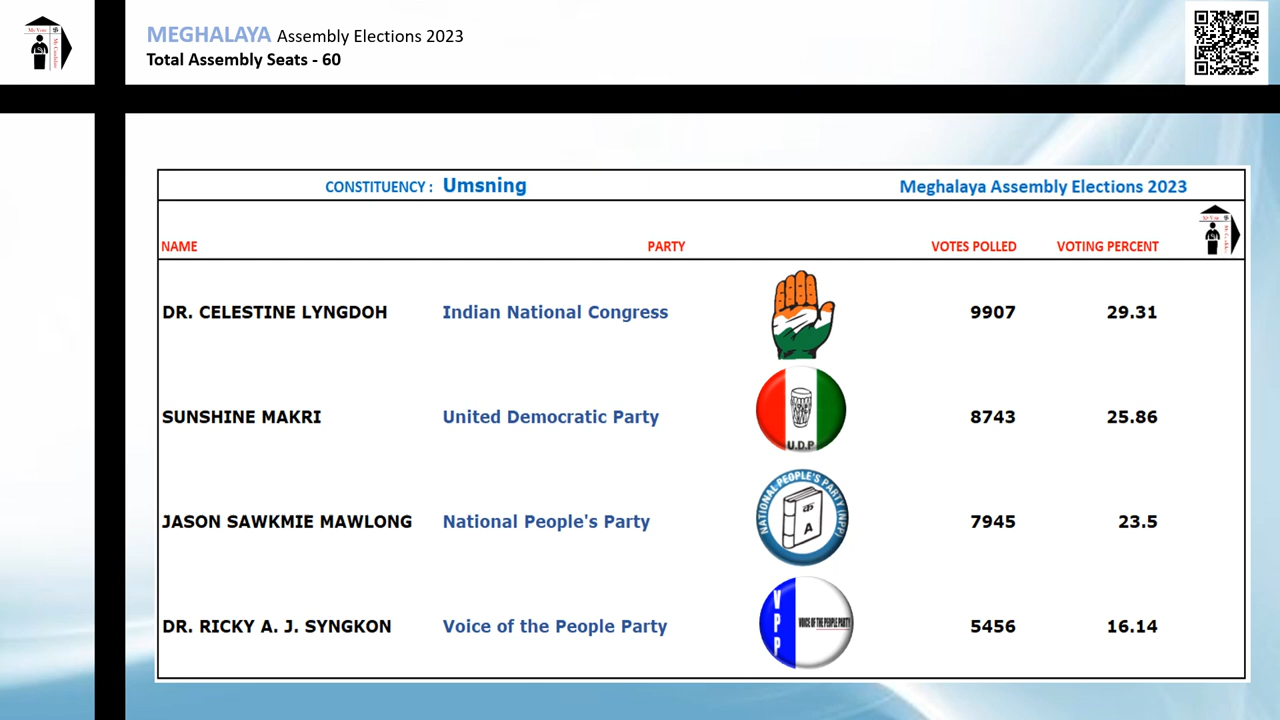 MEGHALAYA Assembly Elections 2023
Total Assembly Seats - 60
CONSTITUENCY : Umsning Meghalaya Assembly Elections 2023
NAME PARTY VOTES POLLED VOTING PERCENT
DR. CELESTINE LYNGDOH Indian National Congress 9907 29.31
SUNSHINE MAKRI United Democratic Party 8743 25.86
U.D.P
JASON SAWKMIE MAWLONG National People's Party 7945 23.5
NATIONAL PEOPLE'S PARTY (NPP)
क
A
DR. RICKY A. J. SYNGKON Voice of the People Party 5456 16.14
VPP
VOICE OF THE PEOPLE PARTY